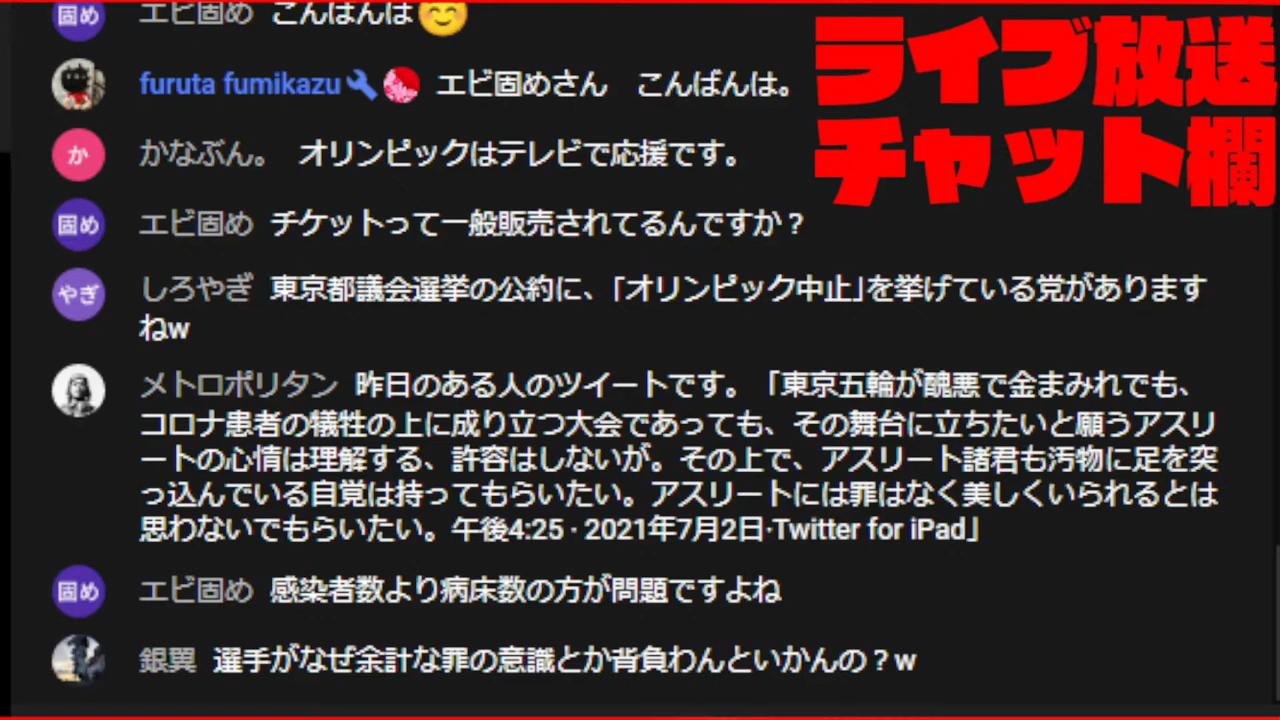 固め エビ固め こんばんは😊
furuta fumikazu エビ固めさん　こんばんは。
か かなぶん。 オリンピックはテレビで応援です。
固め エビ固め チケットって一般販売されてるんですか？
やぎ しろやぎ 東京都議会選挙の公約に、「オリンピック中止」を挙げている党があります
ねw
メトロポリタン 昨日のある人のツイートです。「東京五輪が醜悪で金まみれでも、
コロナ患者の犠牲の上に成り立つ大会であっても、その舞台に立ちたいと願うアスリ
ートの心情は理解する、許容はしないが。その上で、アスリート諸君も汚物に足を突
っ込んでいる自覚は持ってもらいたい。アスリートには罪はなく美しくいられるとは
思わないでもらいたい。午後4:25 · 2021年7月2日·Twitter for iPad」
固め エビ固め 感染者数より病床数の方が問題ですよね
銀翼 選手がなぜ余計な罪の意識とか背負わんといかんの？w
ライブ放送
チャット欄